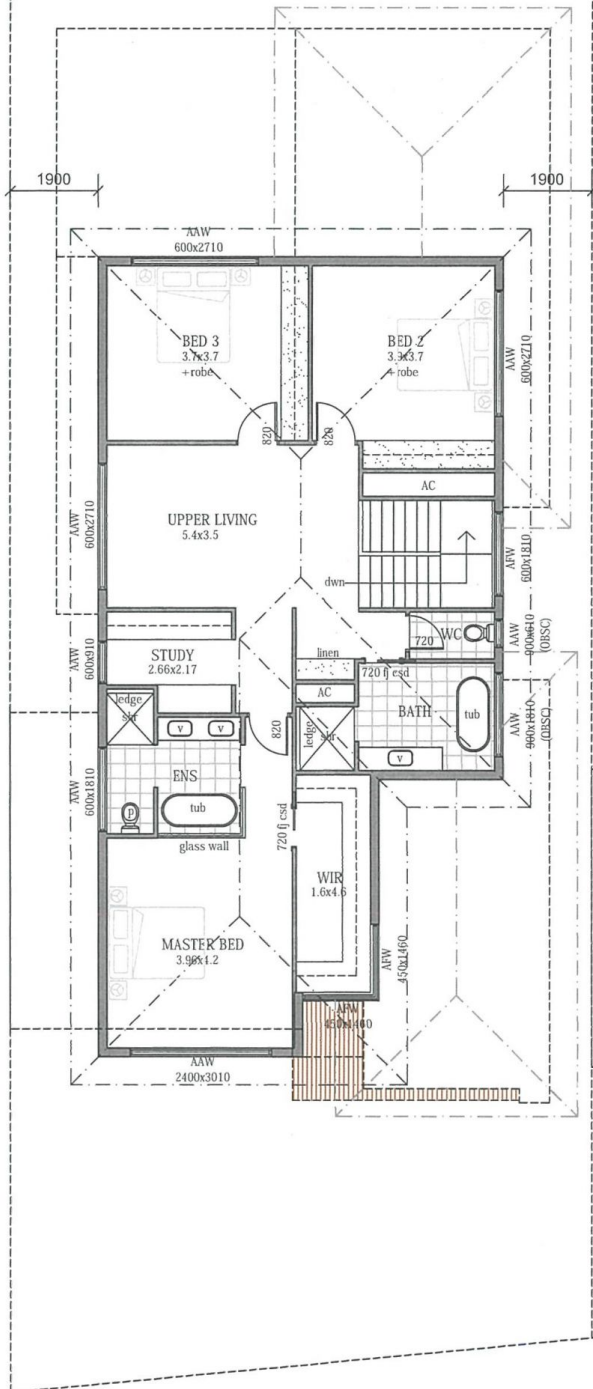 1900
1900
AAW
600x2710
BED 3
3.7x3.7
+robe
BED 2
3.3x3.7
+robe
AAW
600x2710
820
820
AC
UPPER LIVING
5.4x3.5
AAW
600x2710
AFW
600x1810
dwn
WC
720
AAW
900x610
(OBSC)
STUDY
2.66x2.17
AAW
600x910
linen
720 fj csd
AC
BATH
tub
AAW
900x1810
(OBSC)
ledge
shr
ledge
shr
v
v
820
v
ENS
AAW
600x1810
p
tub
glass wall
720 fj csd
WIR
1.6x4.6
MASTER BED
3.96x4.2
AFW
450x1460
AFW
450x1460
AAW
2400x3010